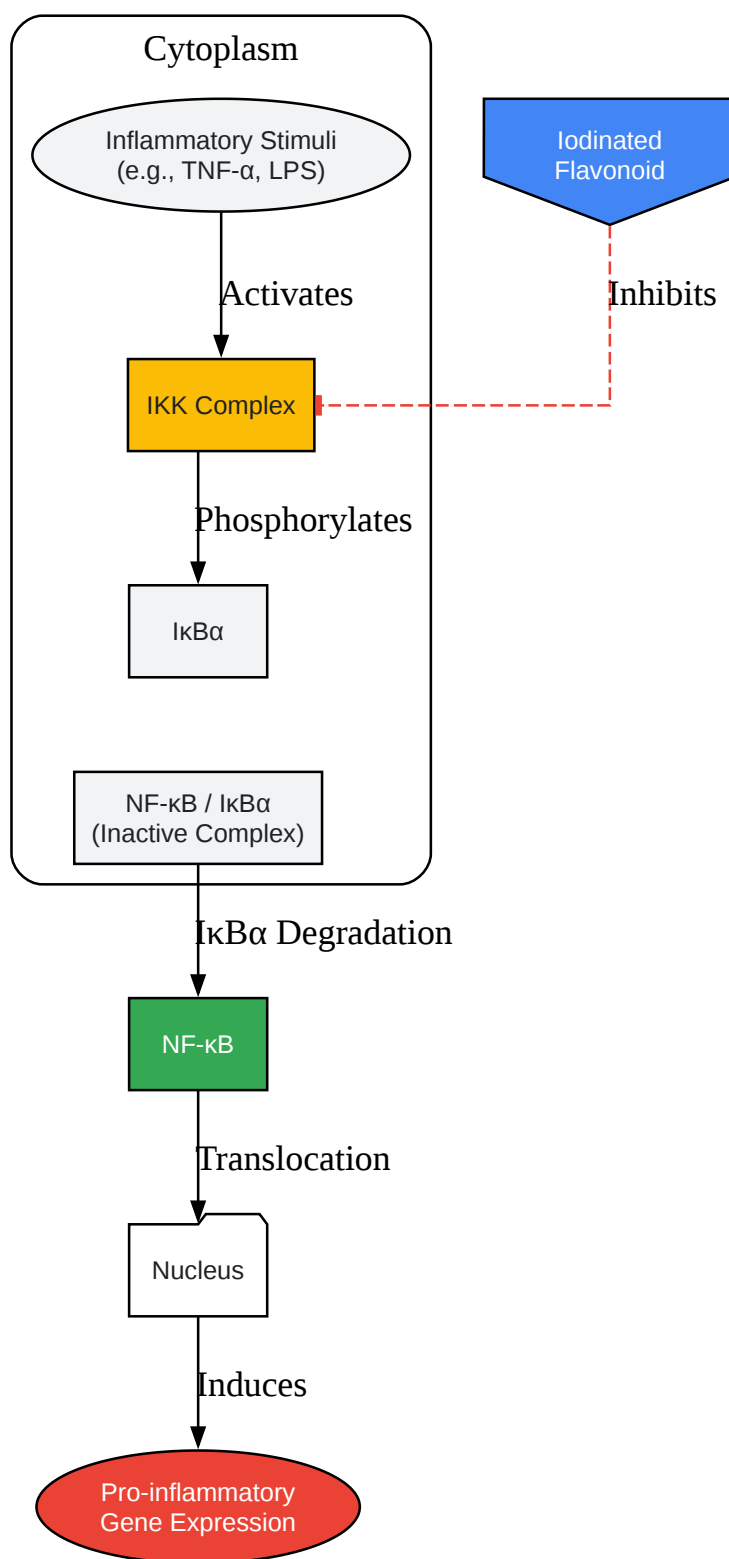 Cytoplasm
Inflammatory Stimuli
(e.g., TNF-α, LPS)
Iodinated
Flavonoid
Activates
Inhibits
IKK Complex
Phosphorylates
IκBα
NF-κB / IκBα
(Inactive Complex)
IκBα Degradation
NF-κB
Translocation
Nucleus
Induces
Pro-inflammatory
Gene Expression